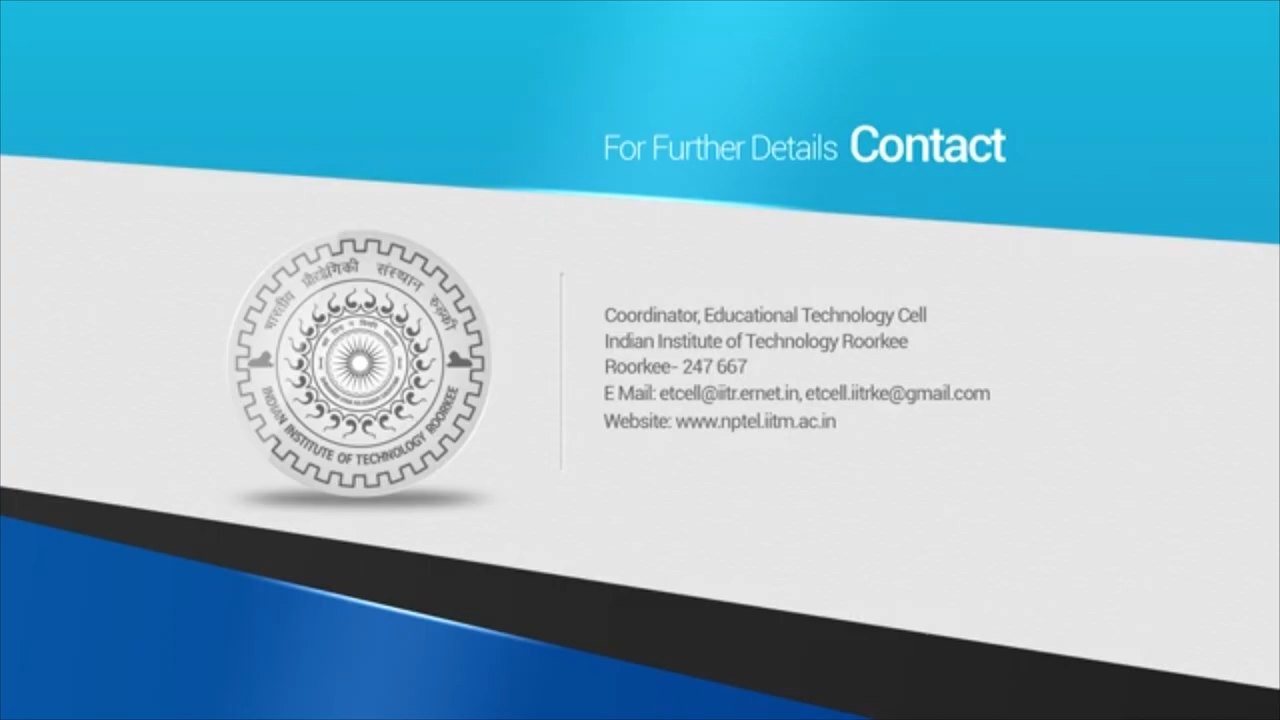 For Further Details Contact
भारतीय प्रौद्योगिकी संस्थान रुड़की
INDIAN INSTITUTE OF TECHNOLOGY ROORKEE
Coordinator, Educational Technology Cell
Indian Institute of Technology Roorkee
Roorkee- 247 667
E Mail: etcell@iitr.ernet.in, etcell.iitrke@gmail.com
Website: www.nptel.iitm.ac.in